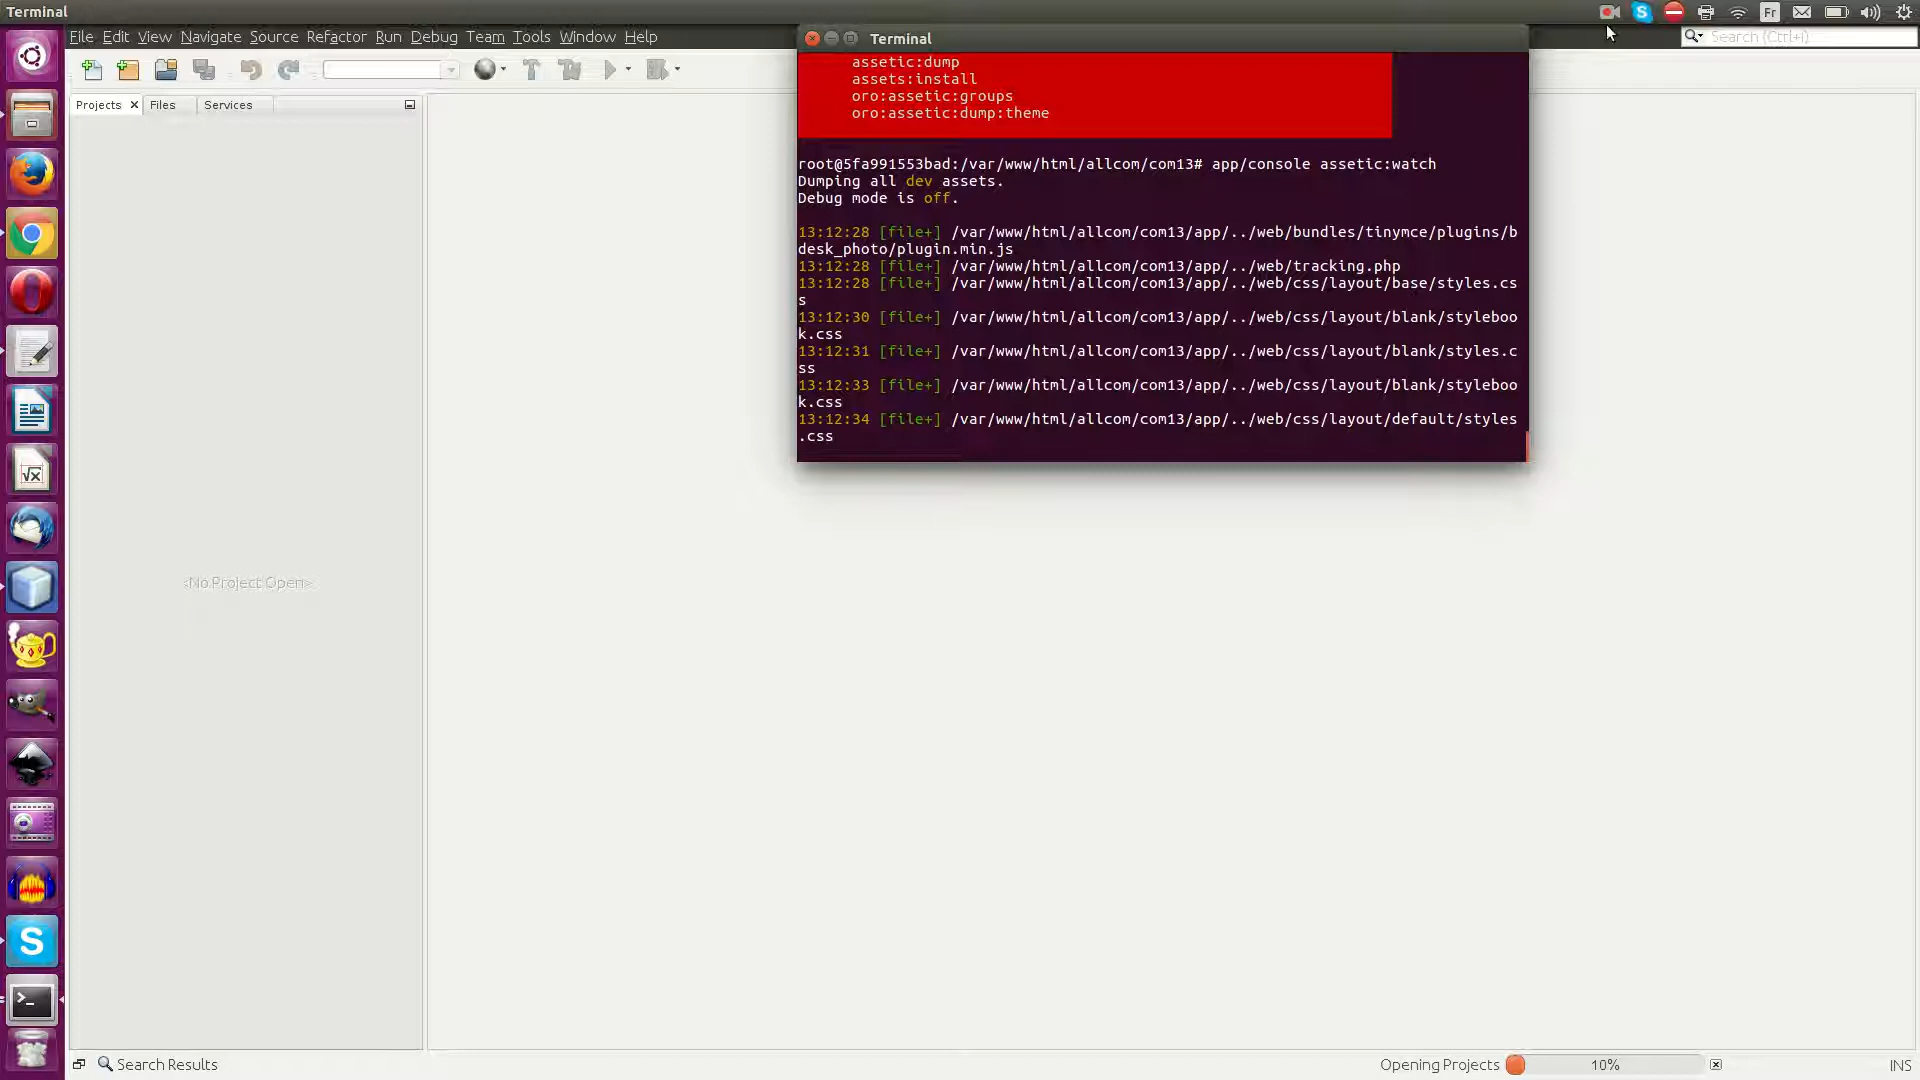 Terminal
Fr
File Edit View Navigate Source Refactor Run Debug Team Tools Window Help
Terminal
Search (Ctrl+I)
Projects Files Services
assetic:dump
assets:install
oro:assetic:groups
oro:assetic:dump:theme
root@5fa991553bad:/var/www/html/allcom/com13# app/console assetic:watch
Dumping all dev assets.
Debug mode is off.
13:12:28 [file+] /var/www/html/allcom/com13/app/../web/bundles/tinymce/plugins/b
desk_photo/plugin.min.js
13:12:28 [file+] /var/www/html/allcom/com13/app/../web/tracking.php
13:12:28 [file+] /var/www/html/allcom/com13/app/../web/css/layout/base/styles.cs
s
13:12:30 [file+] /var/www/html/allcom/com13/app/../web/css/layout/blank/styleboo
k.css
13:12:31 [file+] /var/www/html/allcom/com13/app/../web/css/layout/blank/styles.c
ss
13:12:33 [file+] /var/www/html/allcom/com13/app/../web/css/layout/blank/styleboo
k.css
13:12:34 [file+] /var/www/html/allcom/com13/app/../web/css/layout/default/styles
.css
<No Project Open>
Search Results
Opening Projects 10% INS